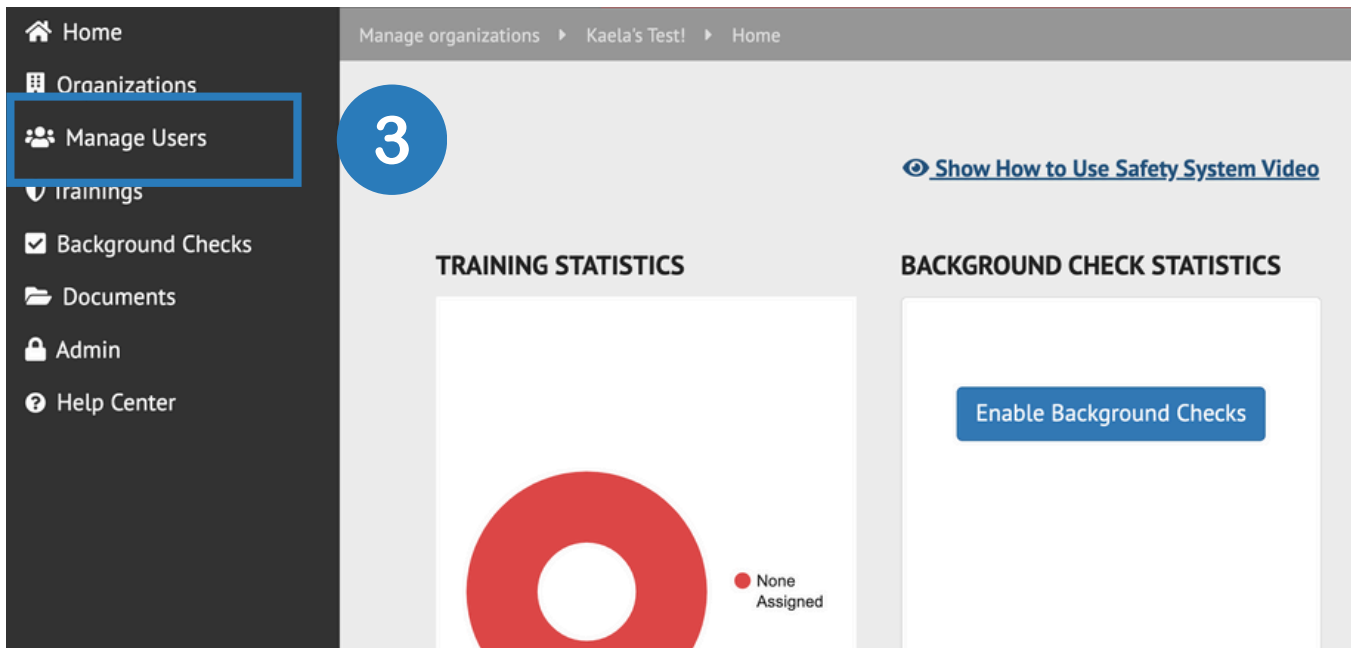 Home
Organizations
Manage Users
Trainings
Background Checks
Documents
Admin
Help Center
3
Manage organizations Kaela's Test! Home
Show How to Use Safety System Video
TRAINING STATISTICS
None
Assigned
BACKGROUND CHECK STATISTICS
Enable Background Checks